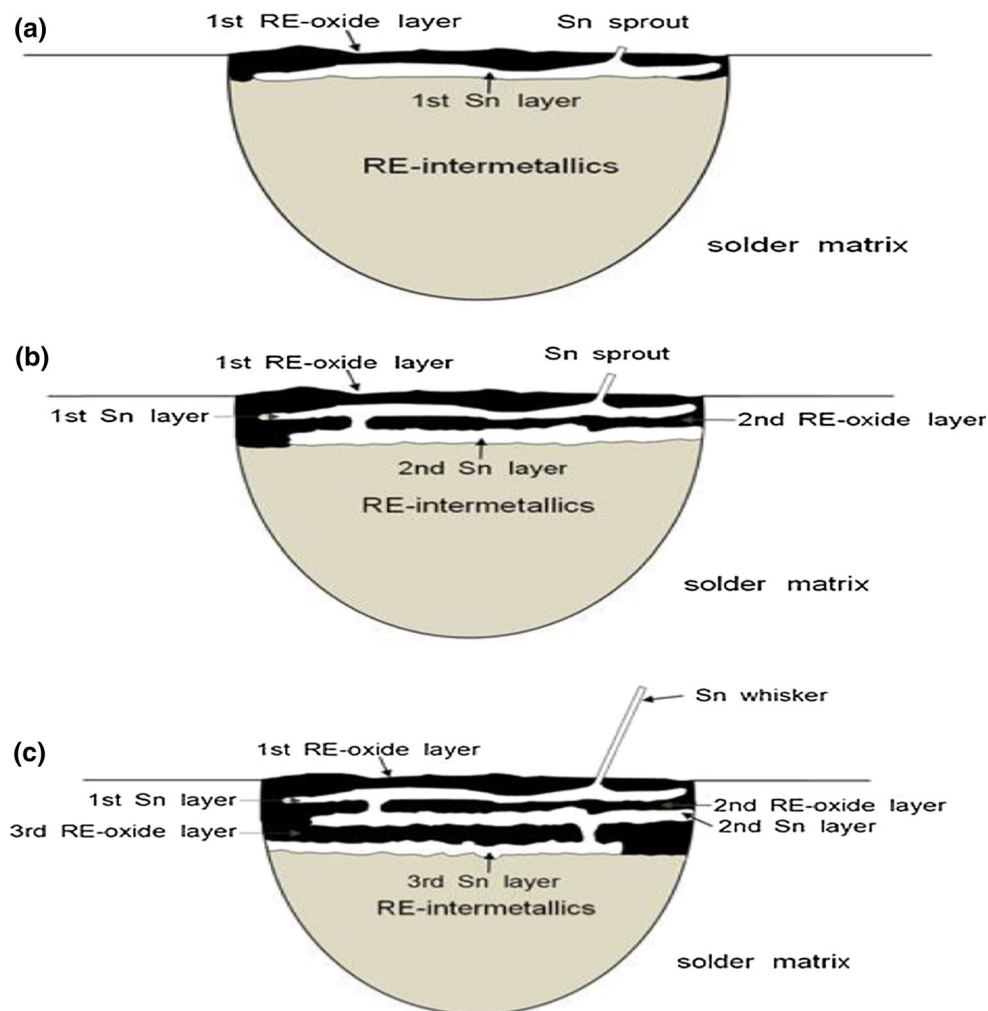 (a)
1st RE-oxide layer
Sn sprout
1st Sn layer
RE-intermetallics
solder matrix
(b)
1st RE-oxide layer
Sn sprout
1st Sn layer
2nd RE-oxide layer
2nd Sn layer
RE-intermetallics
solder matrix
Sn whisker
(c)
1st RE-oxide layer
1st Sn layer
2nd RE-oxide layer
3rd RE-oxide layer
2nd Sn layer
3rd Sn layer
RE-intermetallics
solder matrix